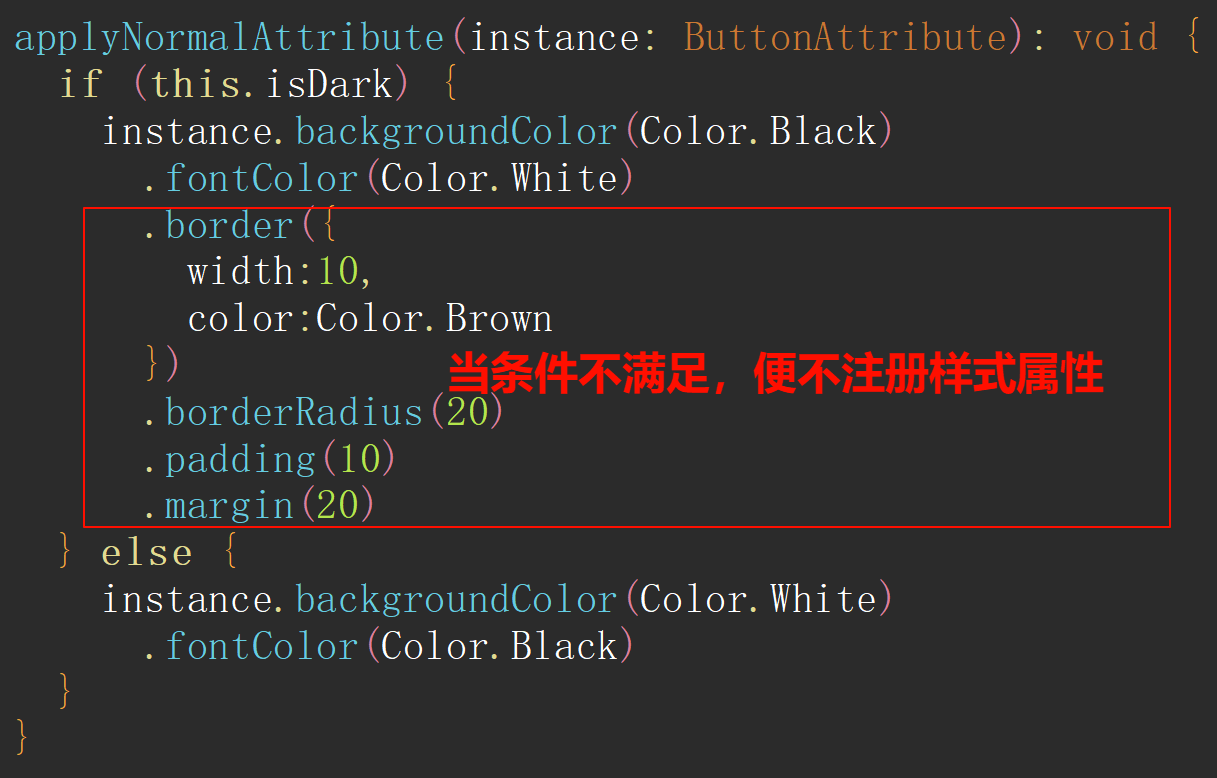 applyNormalAttribute(instance: ButtonAttribute): void {
  if (this.isDark) {
    instance.backgroundColor(Color.Black)
      .fontColor(Color.White)
      .border({
        width:10,
        color:Color.Brown
      })
当条件不满足，便不注册样式属性
      .borderRadius(20)
      .padding(10)
      .margin(20)
  } else {
    instance.backgroundColor(Color.White)
      .fontColor(Color.Black)
  }
}